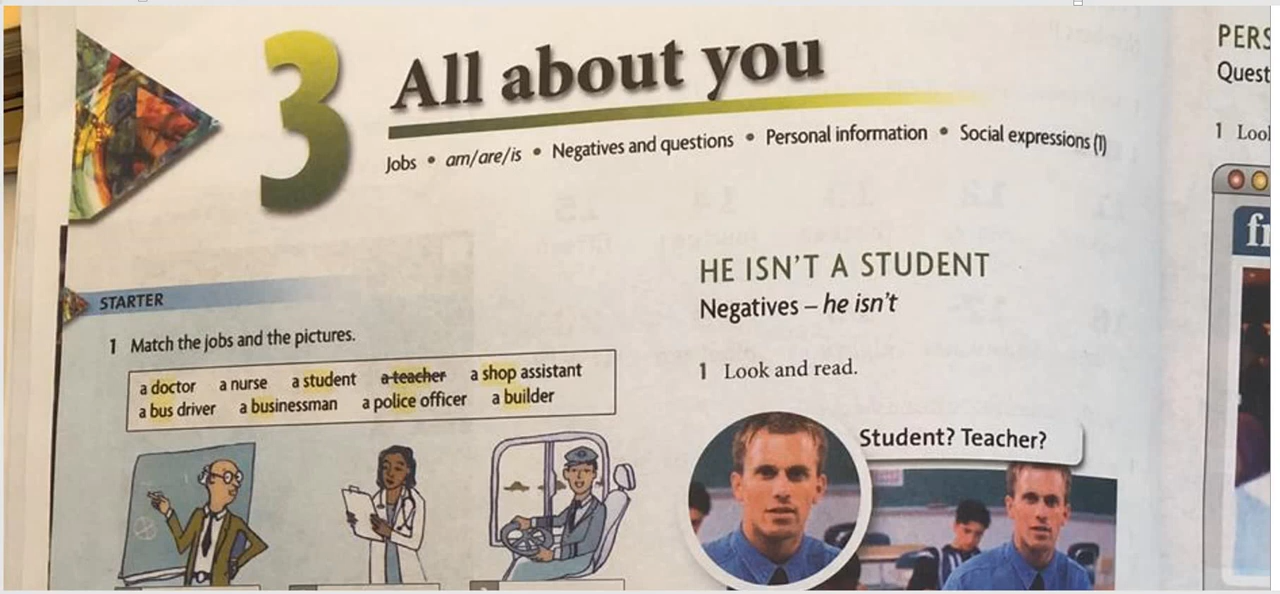 3
All about you
Jobs • am/are/is • Negatives and questions • Personal information • Social expressions (1)
STARTER
1 Match the jobs and the pictures.
a doctor a nurse a student a teacher a shop assistant
a bus driver a businessman a police officer a builder
HE ISN'T A STUDENT
Negatives – he isn't
1 Look and read.
Student? Teacher?
PERS
Quest
1 Look